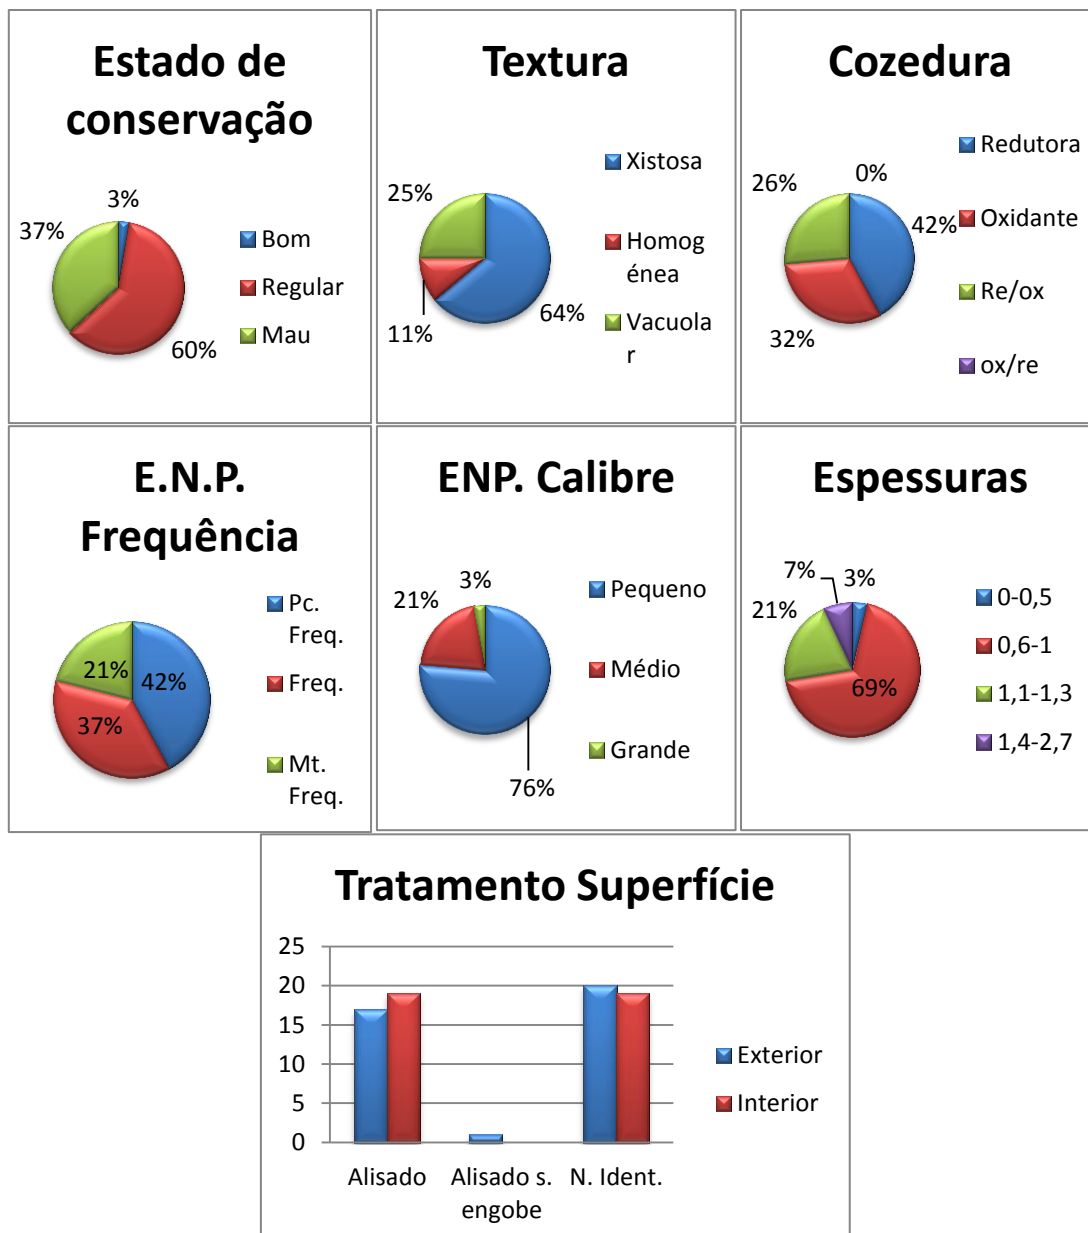 Estado de
conservação
3%
37%
60%
Bom
Regular
Mau
Textura
25%
11%
64%
Xistosa
Homog
énea
Vacuola
r
Cozedura
0%
26%
42%
32%
Redutora
Oxidante
Re/ox
ox/re
E.N.P.
Frequência
21%
42%
37%
Pc.
Freq.
Freq.
Mt.
Freq.
ENP. Calibre
3%
21%
76%
Pequeno
Médio
Grande
Espessuras
7%
3%
21%
69%
0-0,5
0,6-1
1,1-1,3
1,4-2,7
Tratamento Superfície
25
20
15
10
5
0
Alisado
Alisado s.
engobe
N. Ident.
Exterior
Interior